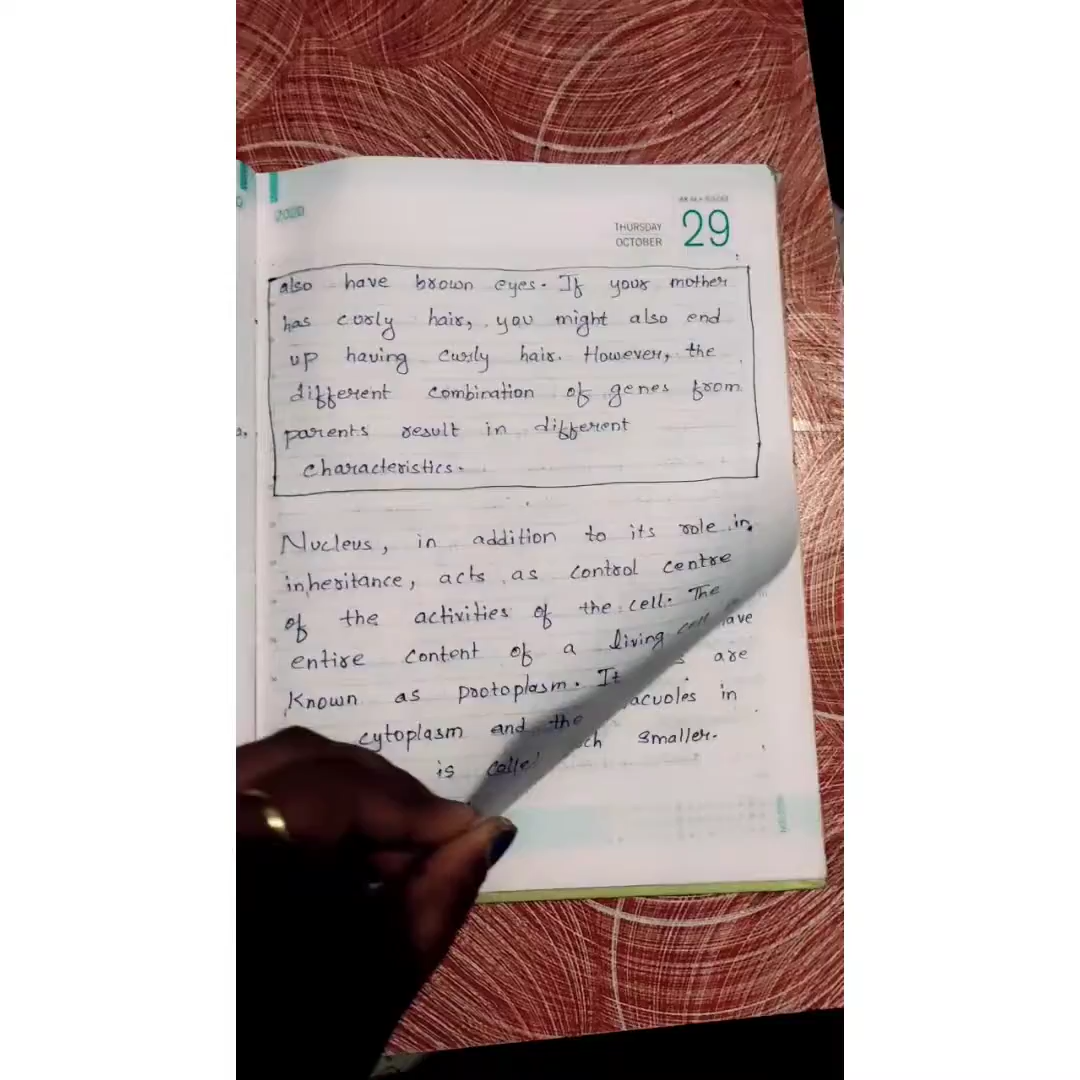 2020
THURSDAY
OCTOBER
29
also have brown eyes. If your mother
has curly hair, you might also end
up having curly hair. However, the
different combination of genes from
parents result in different
characteristics.
Nucleus, in addition to its role in
inheritance, acts as control centre
of the activities of the cell. The
entire content of a living cell
known as protoplasm. It are
cytoplasm and the in
is smaller.